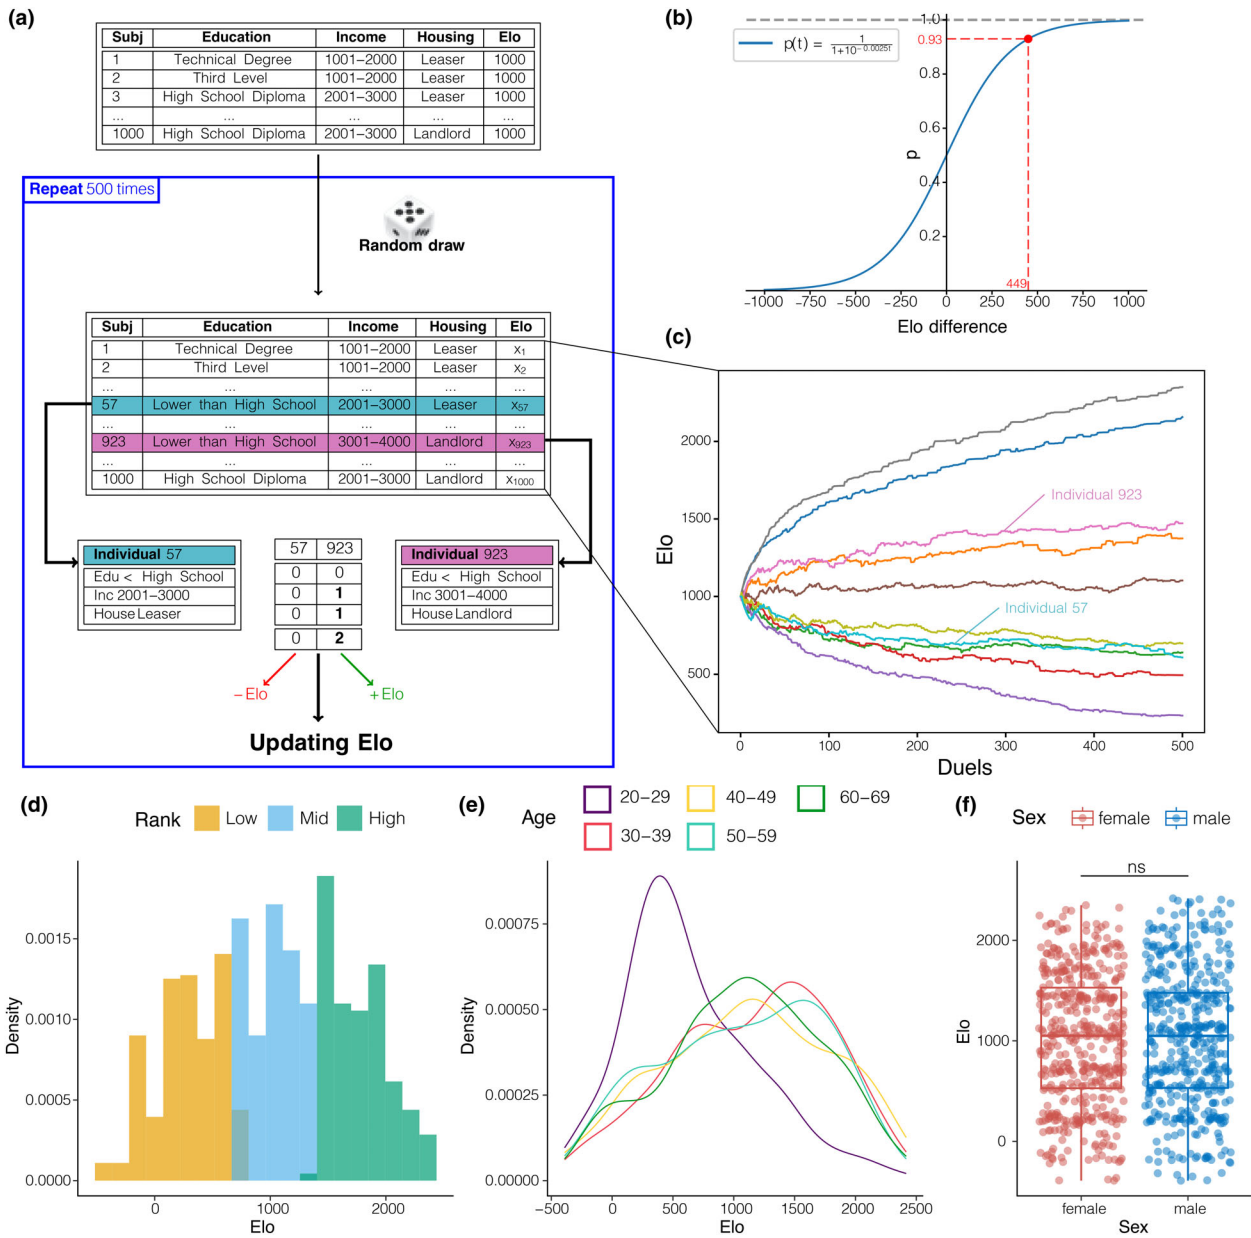 (a)
Subj Education Income Housing Elo
1 Technical Degree 1001–2000 Leaser 1000
2 Third Level 1001–2000 Leaser 1000
3 High School Diploma 2001–3000 Leaser 1000
... ... ... ... ...
1000 High School Diploma 2001–3000 Landlord 1000
Repeat 500 times
Random draw
Subj Education Income Housing Elo
1 Technical Degree 1001–2000 Leaser x1
2 Third Level 1001–2000 Leaser x2
... ... ... ... ...
57 Lower than High School 2001–3000 Leaser x57
... ... ... ... ...
923 Lower than High School 3001–4000 Landlord x923
... ... ... ... ...
1000 High School Diploma 2001–3000 Landlord x1000
Individual 57
Edu < High School
Inc 2001–3000
House Leaser
57 923
0 0
0 1
0 1
0 2
Individual 923
Edu < High School
Inc 3001–4000
House Landlord
– Elo
+ Elo
Updating Elo
(b)
p(t) = 1/(1+10^−0.0025t)
1.0
0.93
0.8
0.6
0.4
0.2
p
449
−1000 −750 −500 −250 0 250 500 750 1000
Elo difference
(c)
2000
1500
1000
500
Elo
Individual 923
Individual 57
0 100 200 300 400 500
Duels
(d)
Rank Low Mid High
0.0015
0.0010
0.0005
0.0000
Density
0 1000 2000
Elo
(e)
Age
20–29 40–49 60–69
30–39 50–59
0.00075
0.00050
0.00025
0.00000
Density
−500 0 500 1000 1500 2000 2500
Elo
(f)
Sex female male
ns
2000
1000
0
Elo
female male
Sex